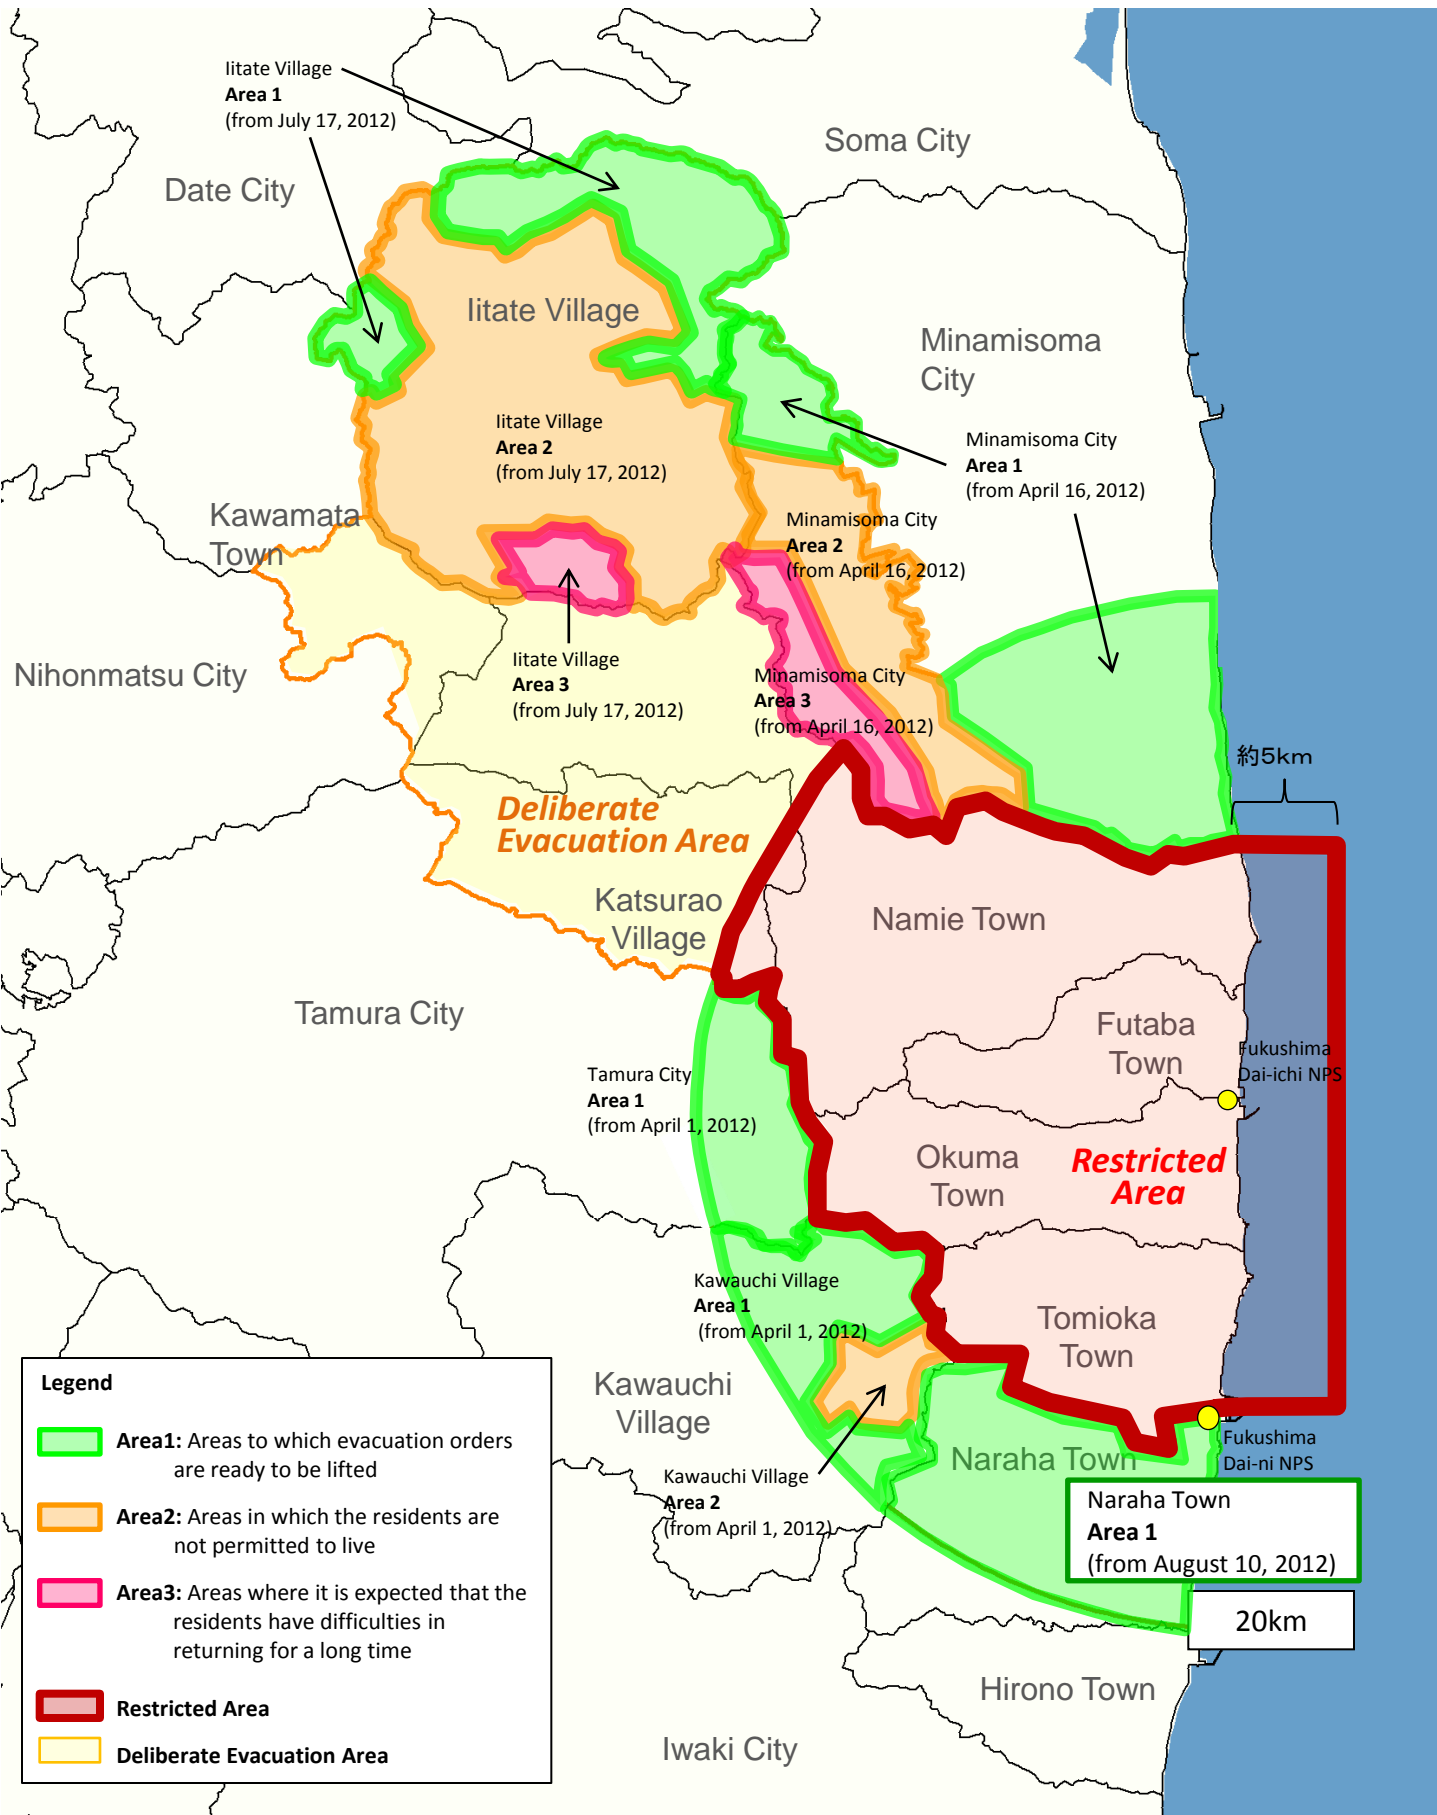 Iitate Village
Area 1
(from July 17, 2012)
Soma City
Date City
Iitate Village
Minamisoma
City
Iitate Village
Area 2
(from July 17, 2012)
Minamisoma City
Area 1
(from April 16, 2012)
Kawamata
Town
Minamisoma City
Area 2
(from April 16, 2012)
Nihonmatsu City
Iitate Village
Area 3
(from July 17, 2012)
Minamisoma City
Area 3
(from April 16, 2012)
約5km
Deliberate
Evacuation Area
Katsurao
Village
Namie Town
Tamura City
Futaba
Town
Fukushima
Dai-ichi NPS
Tamura City
Area 1
(from April 1, 2012)
Okuma
Town
Restricted
Area
Kawauchi Village
Area 1
(from April 1, 2012)
Tomioka
Town
Kawauchi
Village
Naraha Town
Fukushima
Dai-ni NPS
Kawauchi Village
Area 2
(from April 1, 2012)
Naraha Town
Area 1
(from August 10, 2012)
20km
Hirono Town
Iwaki City
Legend
Area1: Areas to which evacuation orders
are ready to be lifted
Area2: Areas in which the residents are
not permitted to live
Area3: Areas where it is expected that the
residents have difficulties in
returning for a long time
Restricted Area
Deliberate Evacuation Area